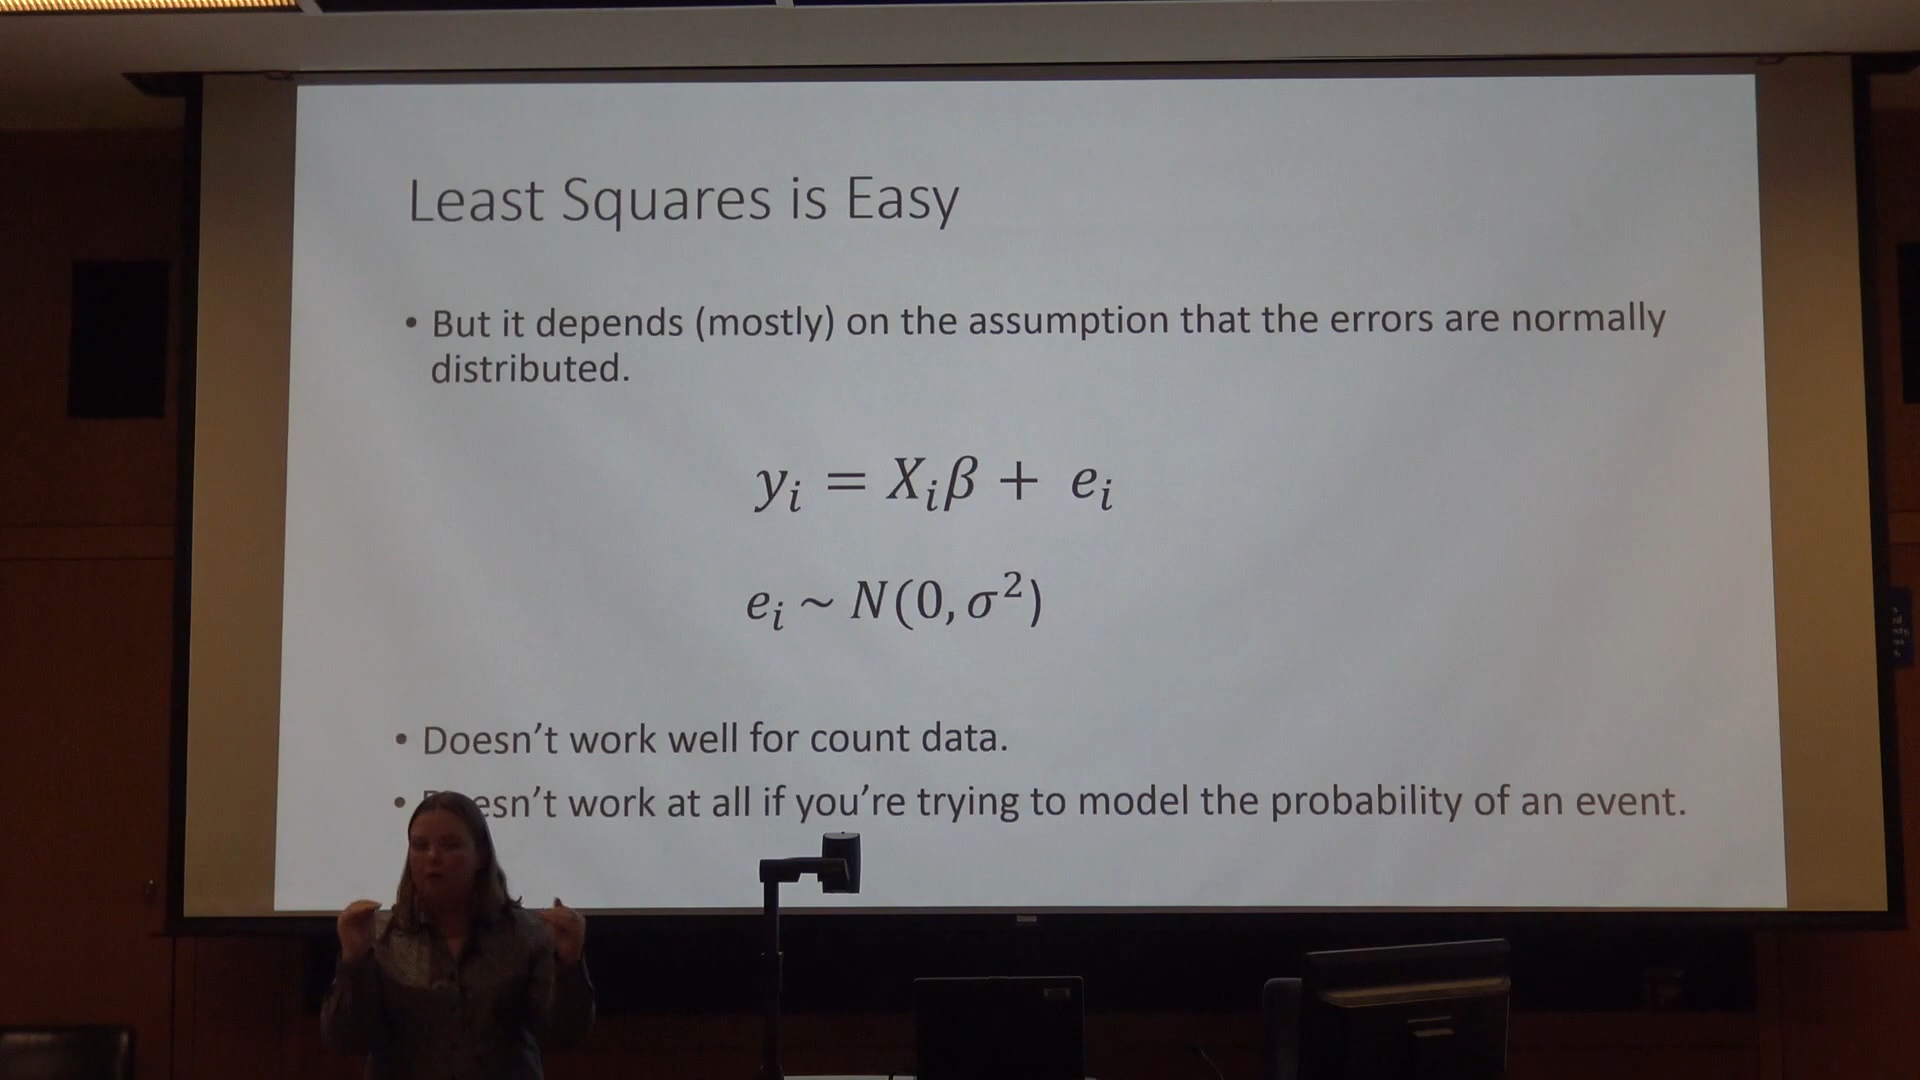 Least Squares is Easy
• But it depends (mostly) on the assumption that the errors are normally
distributed.
yᵢ = Xᵢβ + eᵢ
eᵢ ~ N(0, σ²)
• Doesn't work well for count data.
• Doesn't work at all if you're trying to model the probability of an event.